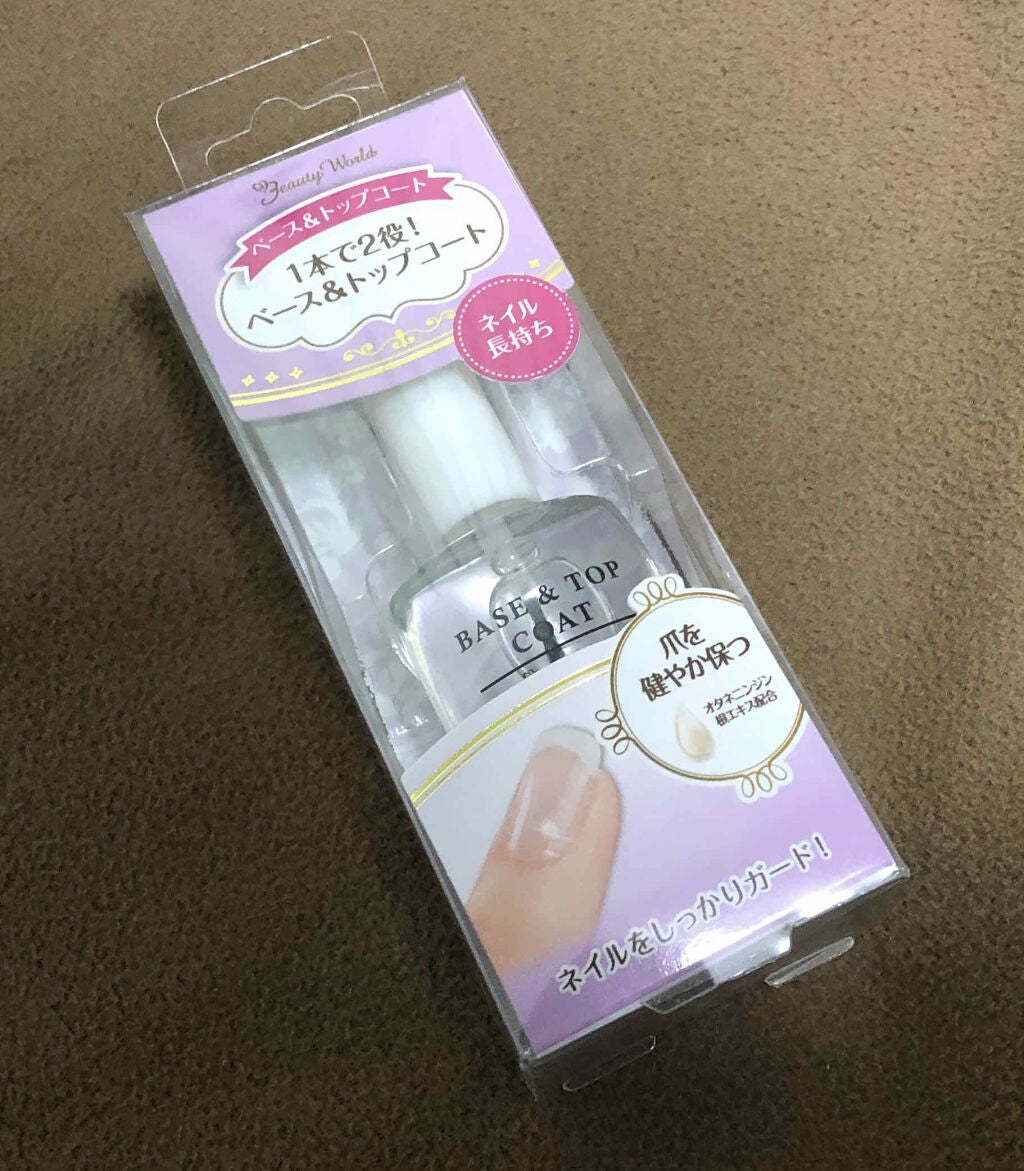 Beauty World
ベース&トップコート
1本で2役!
ベース&トップコート
ネイル
長持ち
BASE & TOP
COAT
爪を
健やか保つ
オタネニンジン
根エキス配合
ネイルをしっかりガード!